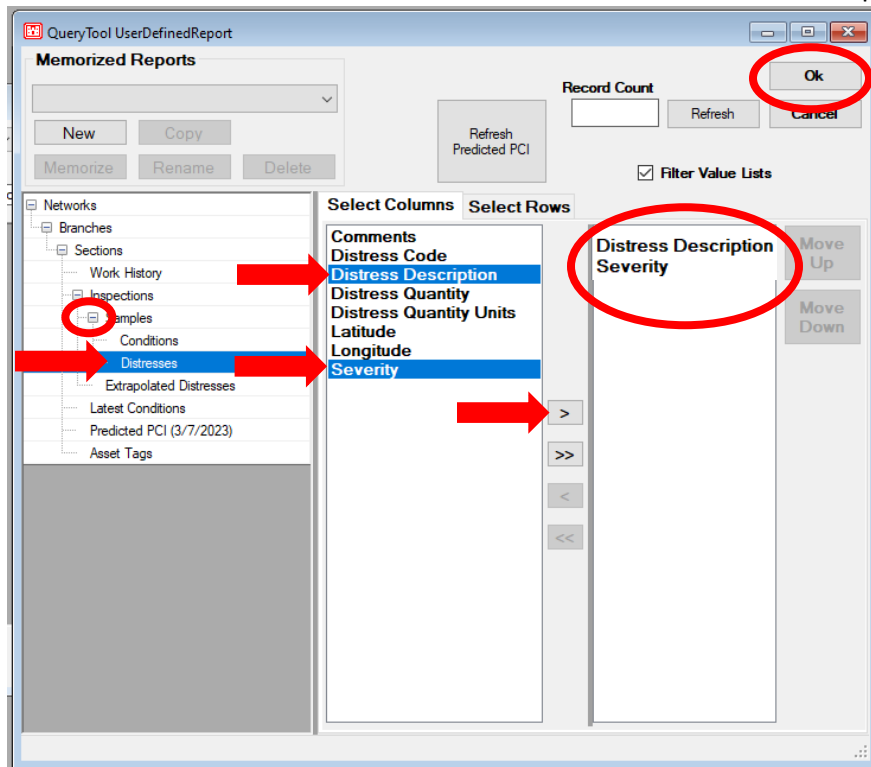 QueryTool UserDefinedReport
Memorized Reports
Ok
Record Count
New
Copy
Refresh
Predicted PCI
Refresh
Cancel
Memorize
Rename
Delete
Filter Value Lists
Networks
Branches
Sections
Work History
Inspections
Samples
Conditions
Distresses
Extrapolated Distresses
Latest Conditions
Predicted PCI (3/7/2023)
Asset Tags
Select Columns
Select Rows
Comments
Distress Code
Distress Description
Distress Quantity
Distress Quantity Units
Latitude
Longitude
Severity
>
>>
<
<<
Distress Description
Severity
Move
Up
Move
Down